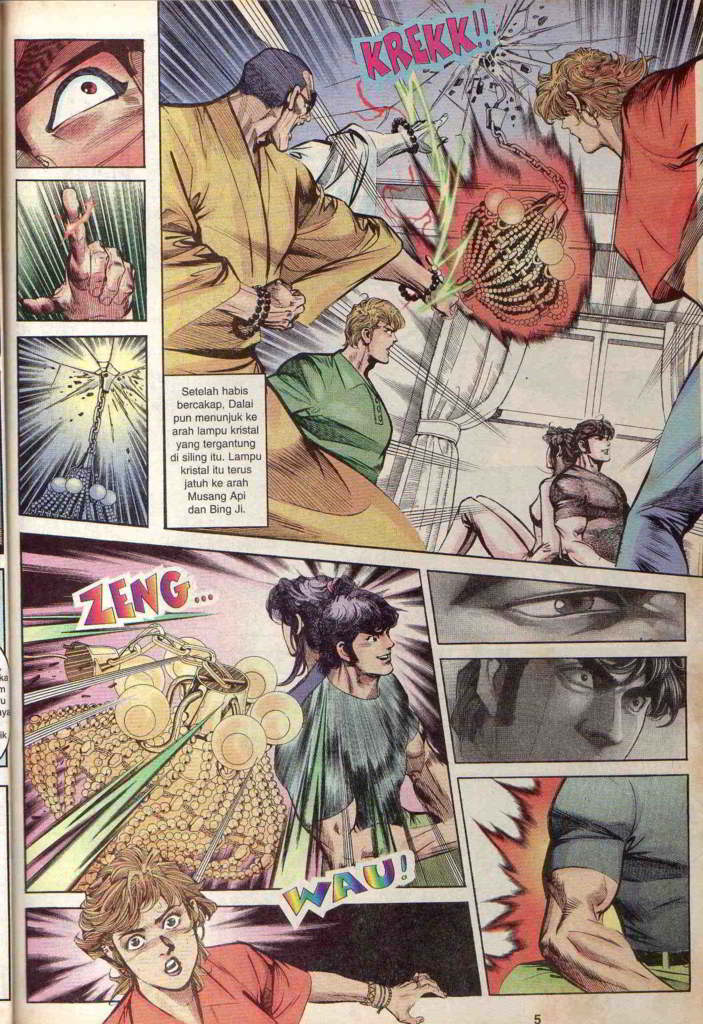 KREKK!!
Setelah habis
bercakap, Dalai
pun menunjuk ke
arah lampu kristal
yang tergantung
di siling itu. Lampu
kristal itu terus
jatuh ke arah
Musang Api
dan Bing Ji.
ZENG...
WAU!
5